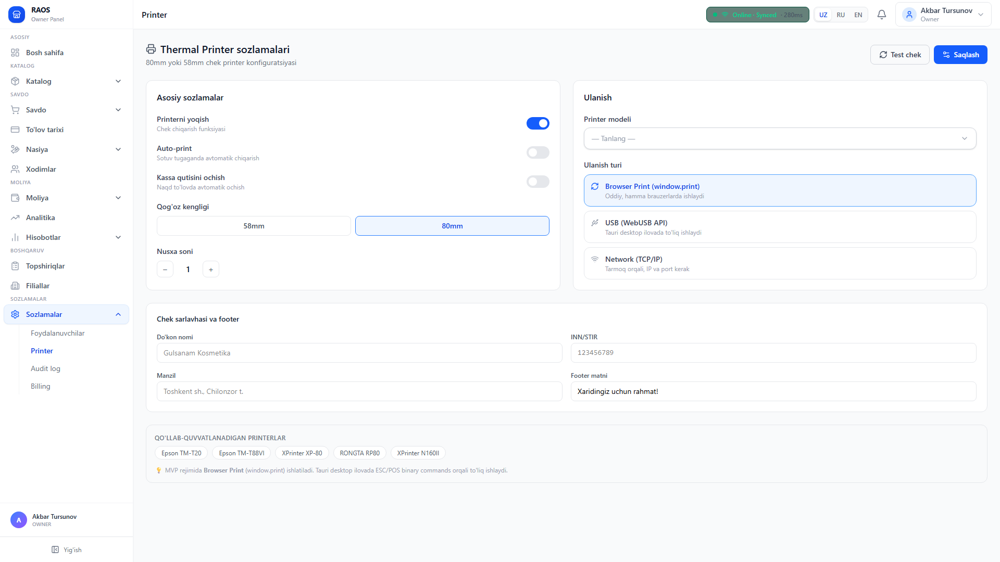 RAOS
Owner Panel
ASOSIY
Bosh sahifa
KATALOG
Katalog
SAVDO
Savdo
To'lov tarixi
Nasiya
Xodimlar
MOLIYA
Moliya
Analitika
Hisobotlar
BOSHQARUV
Topshiriqlar
Filiallar
SOZLAMALAR
Sozlamalar
Foydalanuvchilar
Printer
Audit log
Billing
A
Akbar Tursunov
OWNER
Yig'ish
Printer
Online · Synced · 280ms
UZ RU EN
Akbar Tursunov
Owner
Thermal Printer sozlamalari
80mm yoki 58mm chek printer konfiguratsiyasi
Test chek
Saqlash
Asosiy sozlamalar
Printerni yoqish
Chek chiqarish funksiyasi
Auto-print
Sotuv tugaganda avtomatik chiqarish
Kassa qutisini ochish
Naqd to'lovda avtomatik ochish
Qog'oz kengligi
58mm 80mm
Nusxa soni
− 1 +
Ulanish
Printer modeli
— Tanlang —
Ulanish turi
Browser Print (window.print)
Oddiy, hamma brauzerlarda ishlaydi
USB (WebUSB API)
Tauri desktop ilovada to'liq ishlaydi
Network (TCP/IP)
Tarmoq orqali, IP va port kerak
Chek sarlavhasi va footer
Do'kon nomi
Gulsanam Kosmetika
INN/STIR
123456789
Manzil
Toshkent sh., Chilonzor t.
Footer matni
Xaridingiz uchun rahmat!
QO'LLAB-QUVVATLANADIGAN PRINTERLAR
Epson TM-T20 Epson TM-T88VI XPrinter XP-80 RONGTA RP80 XPrinter N160II
💡 MVP rejimida Browser Print (window.print) ishlatiladi. Tauri desktop ilovada ESC/POS binary commands orqali to'liq ishlaydi.